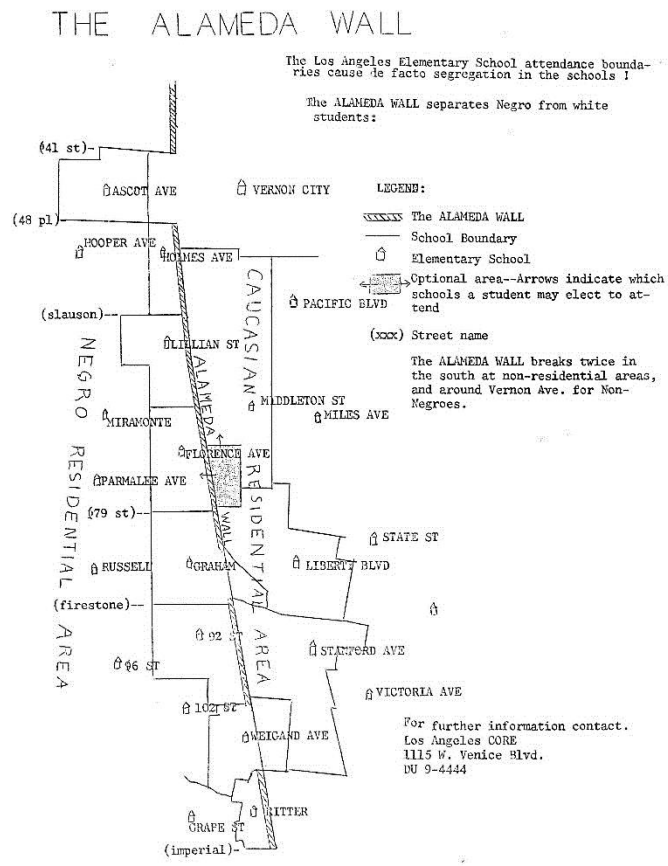 THE ALAMEDA WALL
The Los Angeles Elementary School attendance bounda-
ries cause de facto segregation in the schools !
The ALAMEDA WALL separates Negro from white
students:
(41 st)-
ASCOT AVE
VERNON CITY
LEGEND:
(48 pl)
The ALAMEDA WALL
School Boundary
HOOPER AVE
HOLMES AVE
Elementary School
Optional area--Arrows indicate which
schools a student may elect to at-
tend
CAUCASIAN
PACIFIC BLVD
(slauson)--
(xxx) Street name
LILLIAN ST
The ALAMEDA WALL breaks twice in
the south at non-residential areas,
and around Vernon Ave. for Non-
Negroes.
NEGRO RESIDENTIAL AREA
ALAMEDA
MIDDLETON ST
MILES AVE
MIRAMONTE
FLORENCE AVE
RESIDENTIAL AREA
PARMALEE AVE
(79 st)--
WALL
STATE ST
RUSSELL
GRAHAM
LIBERTY BLVD
(firestone)--
92 ST
STANFORD AVE
96 ST
VICTORIA AVE
102 ST
WEIGAND AVE
For further information contact.
Los Angeles CORE
1115 W. Venice Blvd.
DU 9-4444
RITTER
GRAPE ST
(imperial)-